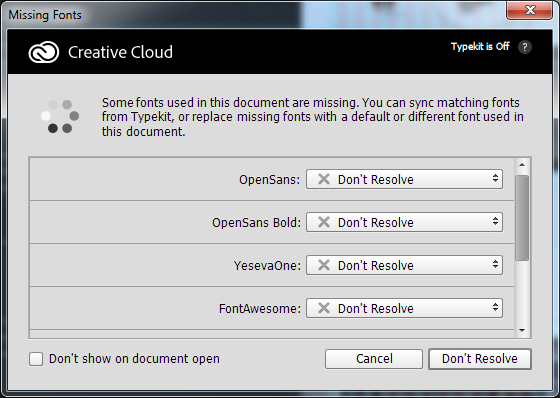 Missing Fonts
Creative Cloud
Typekit is Off ?
Some fonts used in this document are missing. You can sync matching fonts
from Typekit, or replace missing fonts with a default or different font used in
this document.
OpenSans: Don't Resolve
OpenSans Bold: Don't Resolve
YesevaOne: Don't Resolve
FontAwesome: Don't Resolve
Don't show on document open
Cancel
Don't Resolve